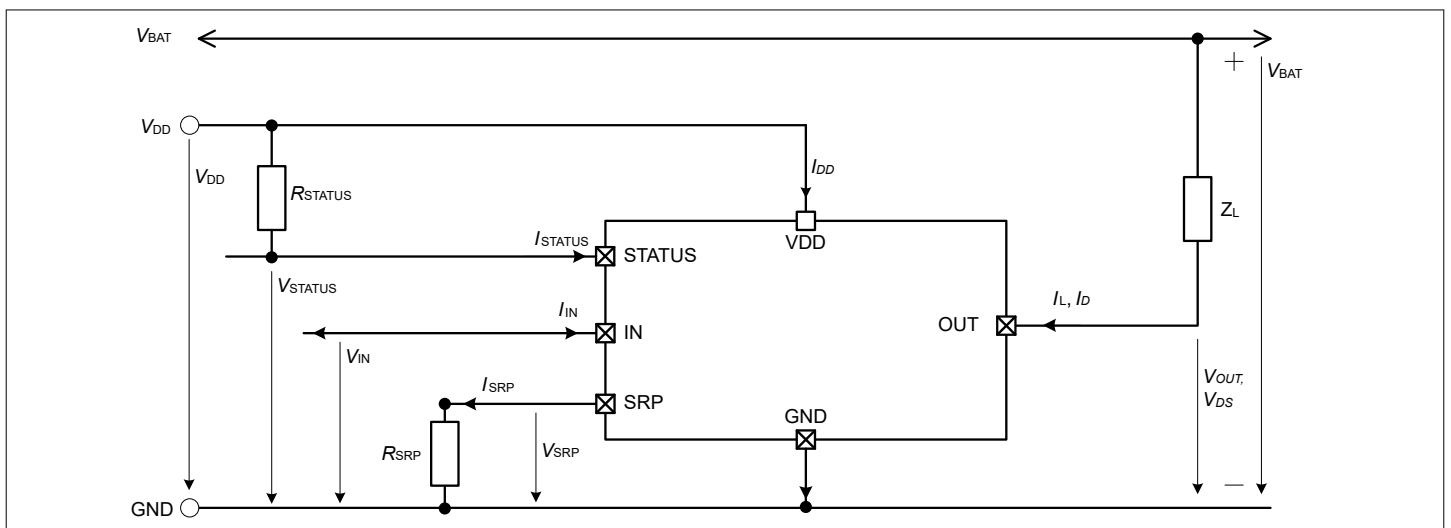 VBAT
+
VBAT
VDD
VDD
IDD
RSTATUS
ZL
VDD
ISTATUS
STATUS
VSTATUS
IIN
IN
OUT
IL, ID
VIN
ISRP
SRP
GND
VOUT,
VDS
RSRP
VSRP
—
GND